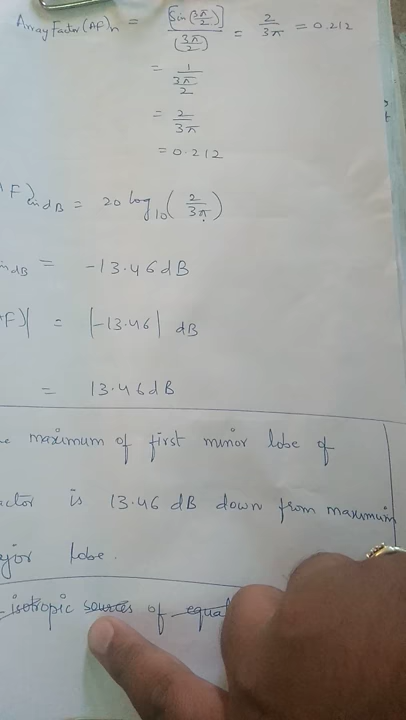 Array Factor (AF)n = [Sin (3π/2)] / (3π/2) = 2/3π = 0.212
= 1 / (3π/2)
= 2/3π
= 0.212
F) in dB = 20 log10 (2/3π)
in dB = -13.46 dB
F)| = |-13.46| dB
= 13.46 dB
maximum of first minor lobe of
actor is 13.46 dB down from maximum
jor lobe.
isotropic sources of equal